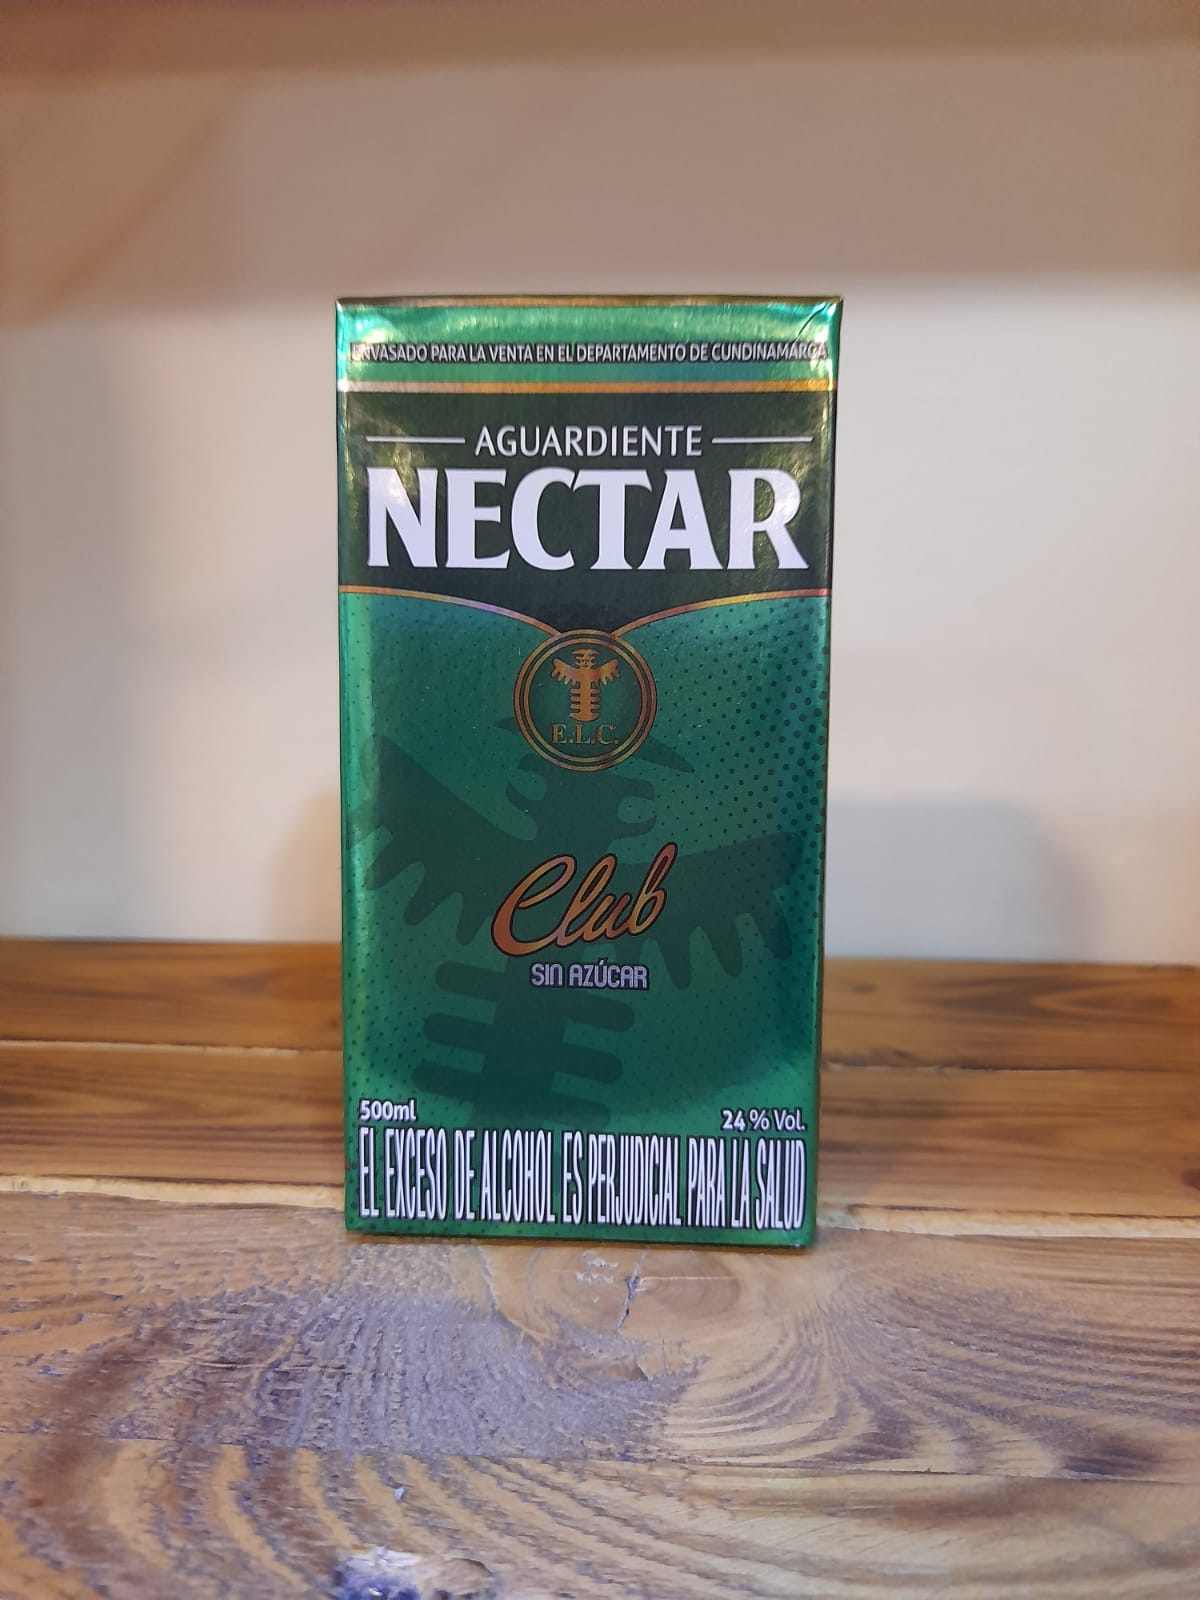 ENVASADO PARA LA VENTA EN EL DEPARTAMENTO DE CUNDINAMARCA
AGUARDIENTE
NECTAR
E.L.C.
Club
SIN AZÚCAR
500ml
24% Vol.
EL EXCESO DE ALCOHOL ES PERJUDICIAL PARA LA SALUD